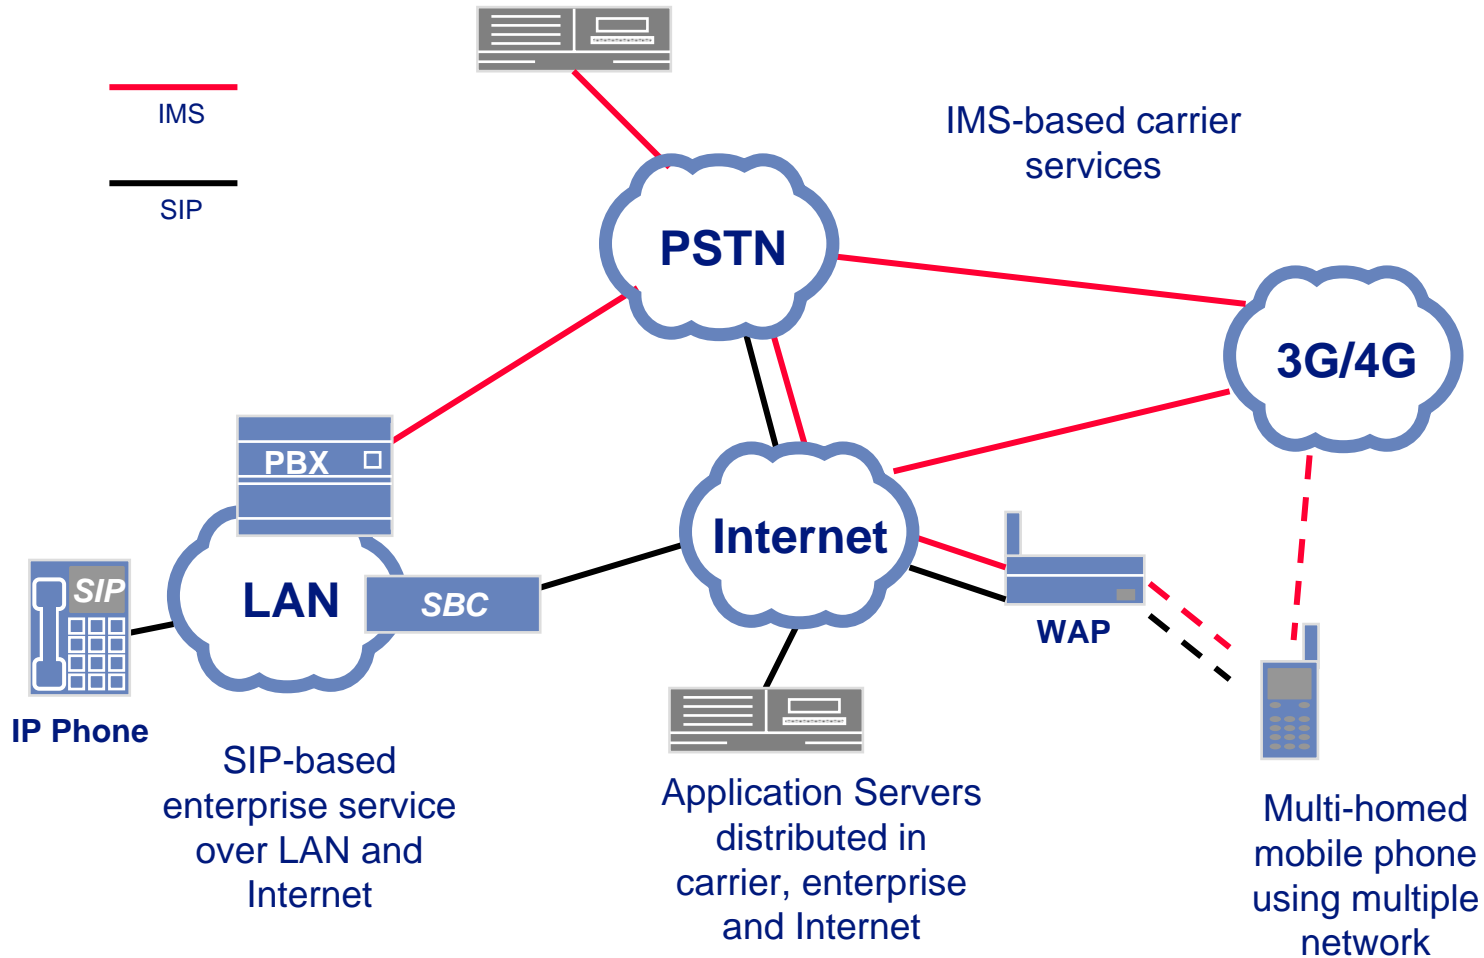 IMS
SIP
IMS-based carrier
services
PSTN
3G/4G
PBX
Internet
SIP
LAN
SBC
WAP
IP Phone
SIP-based
enterprise service
over LAN and
Internet
Application Servers
distributed in
carrier, enterprise
and Internet
Multi-homed
mobile phone
using multiple
network